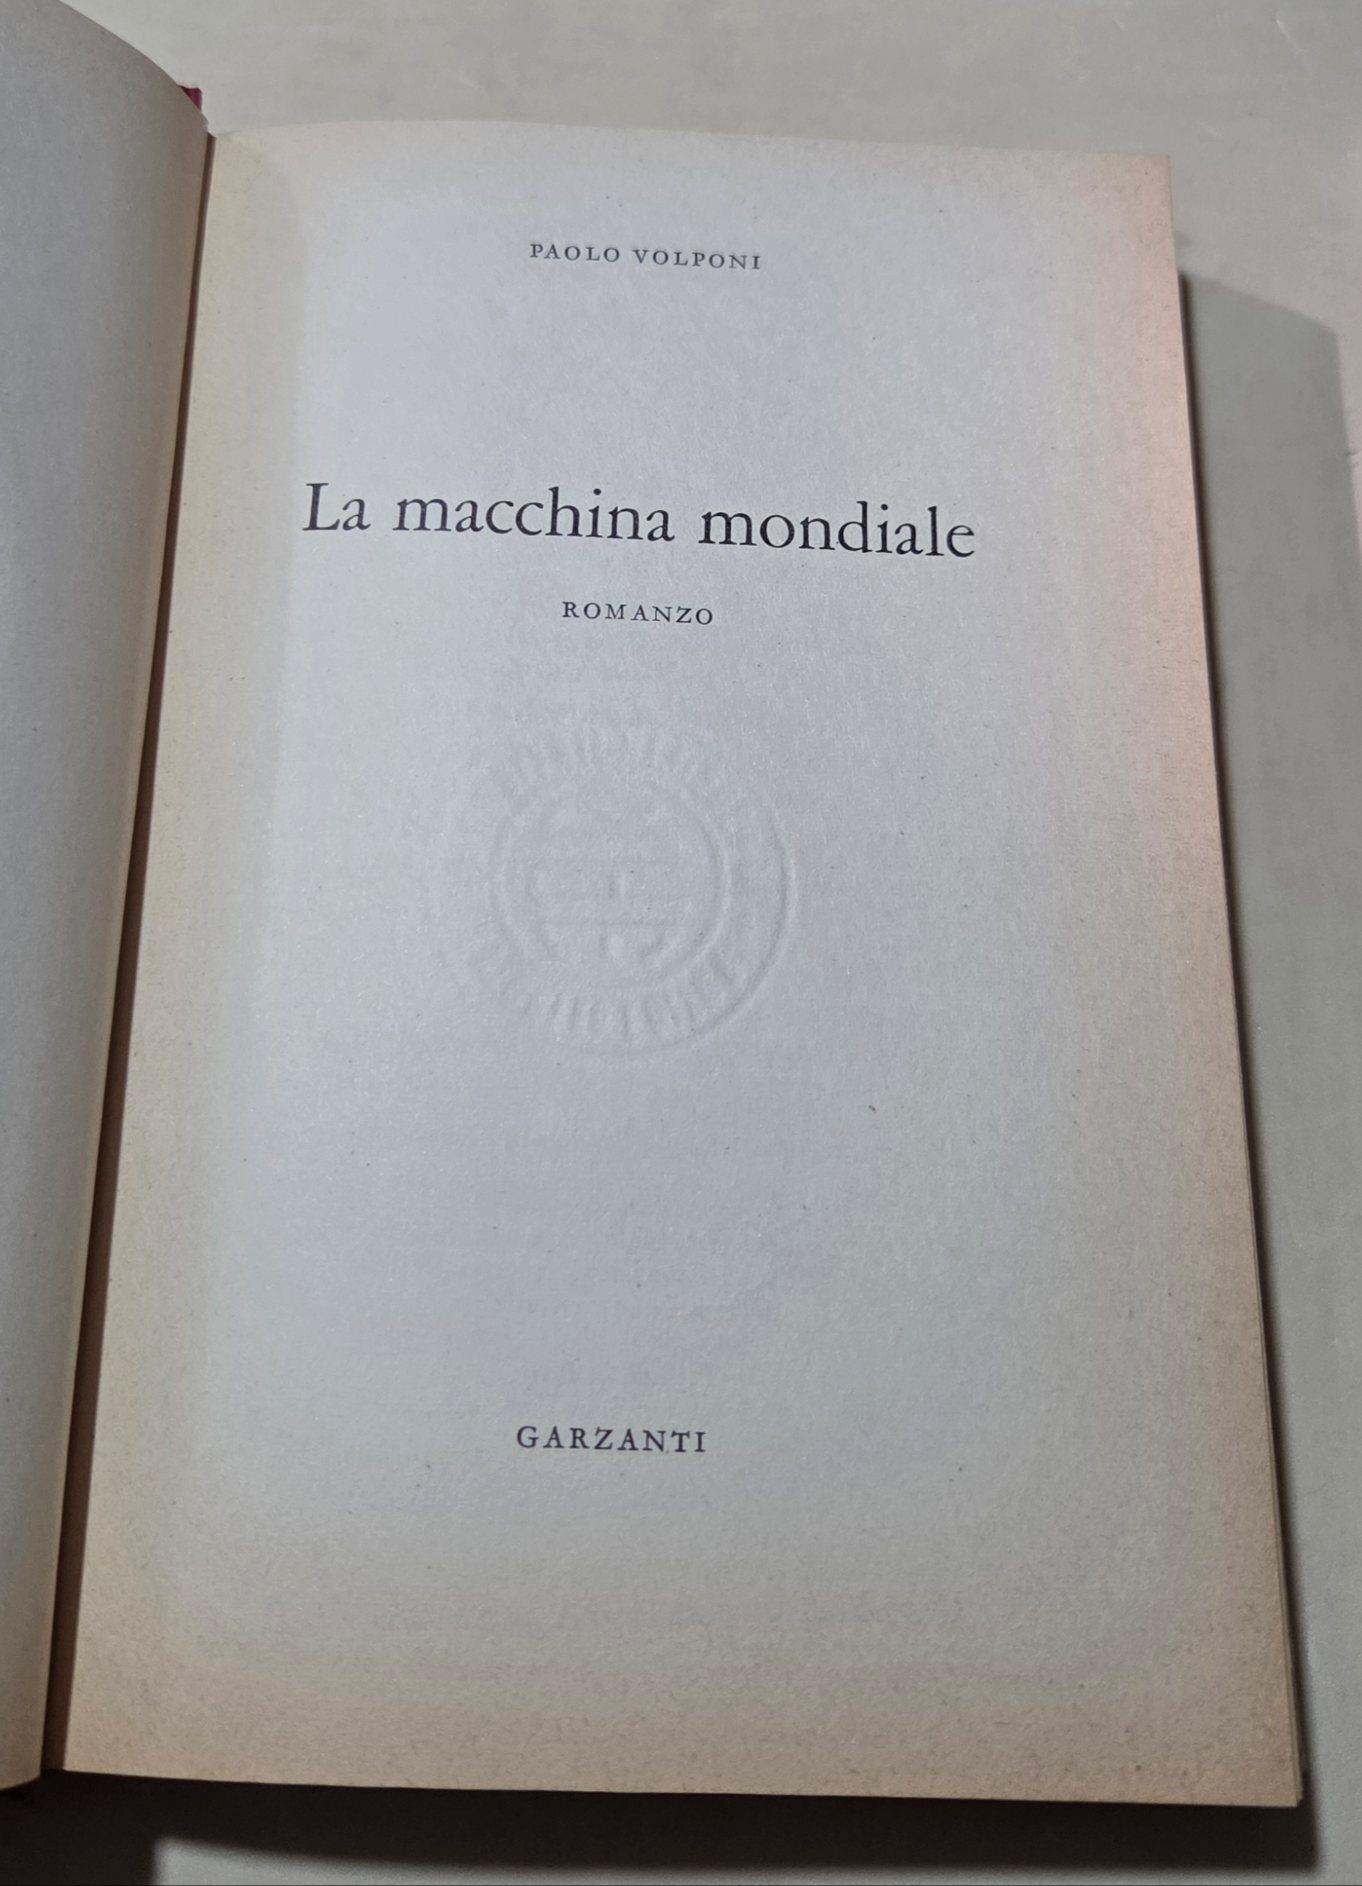 PAOLO VOLPONI
La macchina mondiale
ROMANZO
GARZANTI